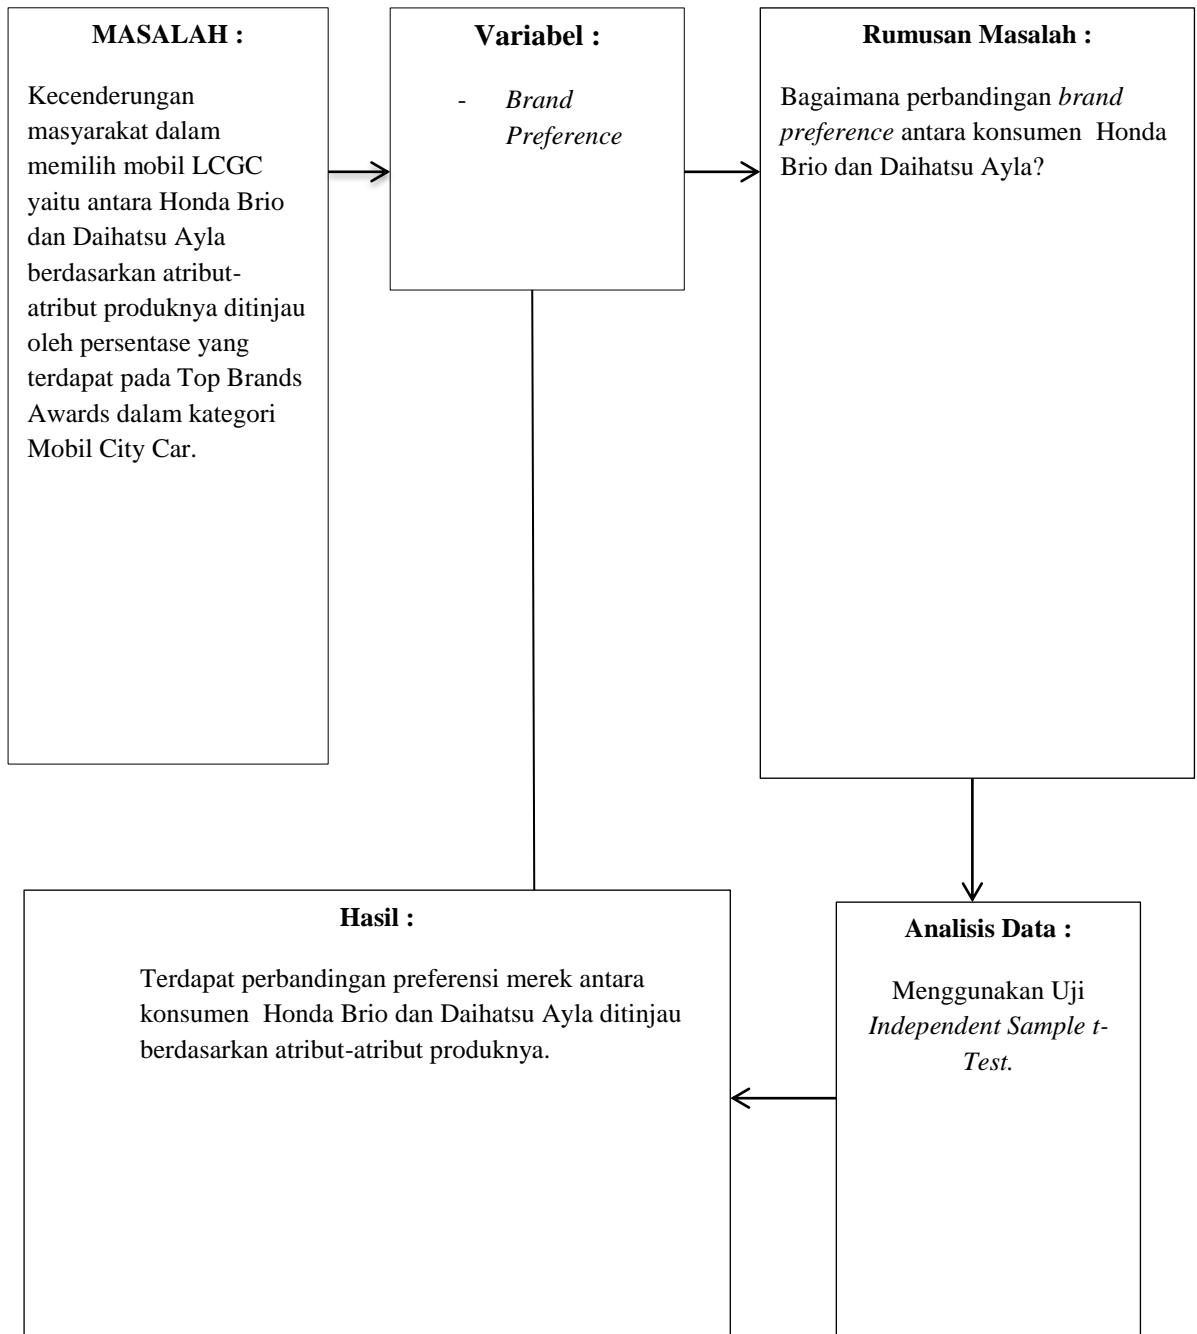 MASALAH :
Kecenderungan
masyarakat dalam
memilih mobil LCGC
yaitu antara Honda Brio
dan Daihatsu Ayla
berdasarkan atribut-
atribut produknya ditinjau
oleh persentase yang
terdapat pada Top Brands
Awards dalam kategori
Mobil City Car.
Variabel :
- Brand
Preference
Rumusan Masalah :
Bagaimana perbandingan brand
preference antara konsumen Honda
Brio dan Daihatsu Ayla?
Analisis Data :
Menggunakan Uji
Independent Sample t-
Test.
Hasil :
Terdapat perbandingan preferensi merek antara
konsumen Honda Brio dan Daihatsu Ayla ditinjau
berdasarkan atribut-atribut produknya.